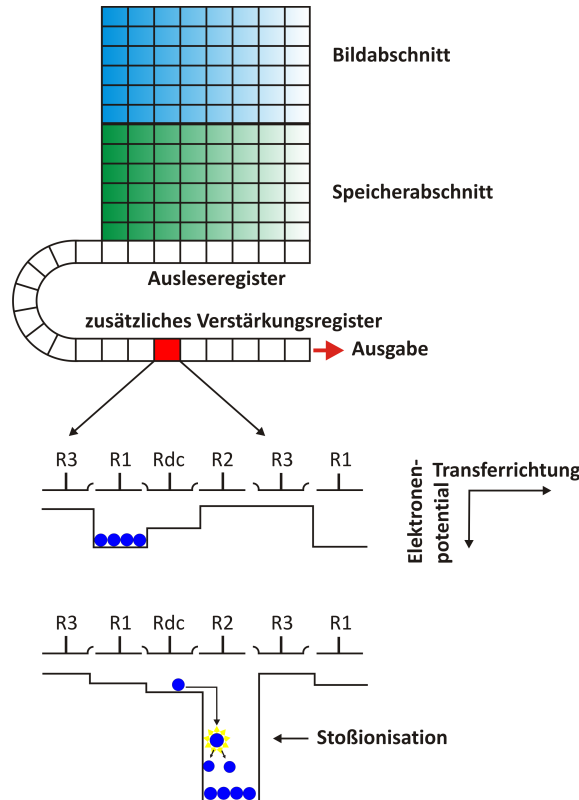 Bildabschnitt
Speicherabschnitt
Ausleseregister
zusätzliches Verstärkungsregister
Ausgabe
R3 R1 Rdc R2 R3 R1
Elektronen-
potential
Transferrichtung
R3 R1 Rdc R2 R3 R1
Stoßionisation